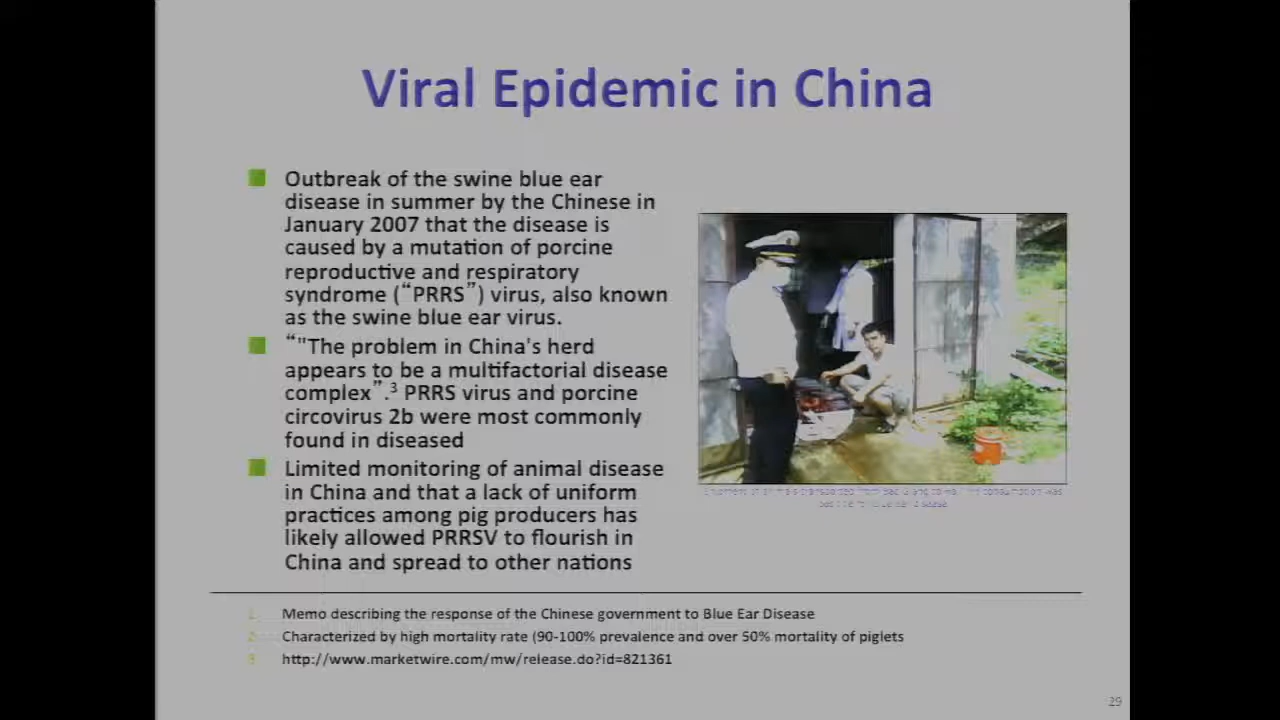 Viral Epidemic in China
Outbreak of the swine blue ear
disease in summer by the Chinese in
January 2007 that the disease is
caused by a mutation of porcine
reproductive and respiratory
syndrome (“PRRS”) virus, also known
as the swine blue ear virus.
“"The problem in China's herd
appears to be a multifactorial disease
complex”.³ PRRS virus and porcine
circovirus 2b were most commonly
found in diseased
Limited monitoring of animal disease
in China and that a lack of uniform
practices among pig producers has
likely allowed PRRSV to flourish in
China and spread to other nations
1. Memo describing the response of the Chinese government to Blue Ear Disease
2. Characterized by high mortality rate (90-100% prevalence and over 50% mortality of piglets
3. http://www.marketwire.com/mw/release.do?id=821361
29